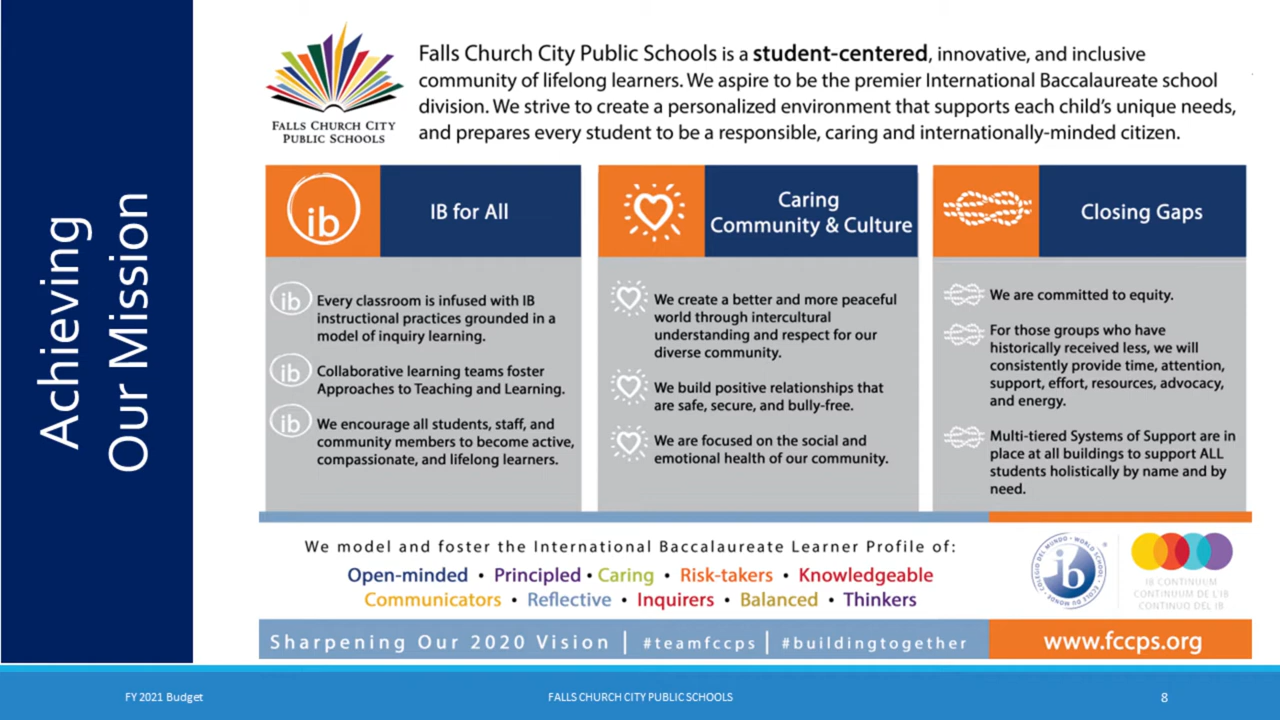 Achieving
Our Mission
FALLS CHURCH CITY
PUBLIC SCHOOLS
Falls Church City Public Schools is a student-centered, innovative, and inclusive
community of lifelong learners. We aspire to be the premier International Baccalaureate school
division. We strive to create a personalized environment that supports each child's unique needs,
and prepares every student to be a responsible, caring and internationally-minded citizen.
ib
IB for All
ib
Every classroom is infused with IB
instructional practices grounded in a
model of inquiry learning.
ib
Collaborative learning teams foster
Approaches to Teaching and Learning.
ib
We encourage all students, staff, and
community members to become active,
compassionate, and lifelong learners.
Caring
Community & Culture
We create a better and more peaceful
world through intercultural
understanding and respect for our
diverse community.
We build positive relationships that
are safe, secure, and bully-free.
We are focused on the social and
emotional health of our community.
Closing Gaps
We are committed to equity.
For those groups who have
historically received less, we will
consistently provide time, attention,
support, effort, resources, advocacy,
and energy.
Multi-tiered Systems of Support are in
place at all buildings to support ALL
students holistically by name and by
need.
We model and foster the International Baccalaureate Learner Profile of:
Open-minded • Principled • Caring • Risk-takers • Knowledgeable
Communicators • Reflective • Inquirers • Balanced • Thinkers
COLEGIO DEL MUNDO · WORLD SCHOOL · ÉCOLE DU MONDE ·
ib
®
IB CONTINUUM
CONTINUUM DE L'IB
CONTINUO DEL IB
Sharpening Our 2020 Vision | #teamfccps | #buildingtogether
www.fccps.org
FY 2021 Budget
FALLS CHURCH CITY PUBLIC SCHOOLS
8